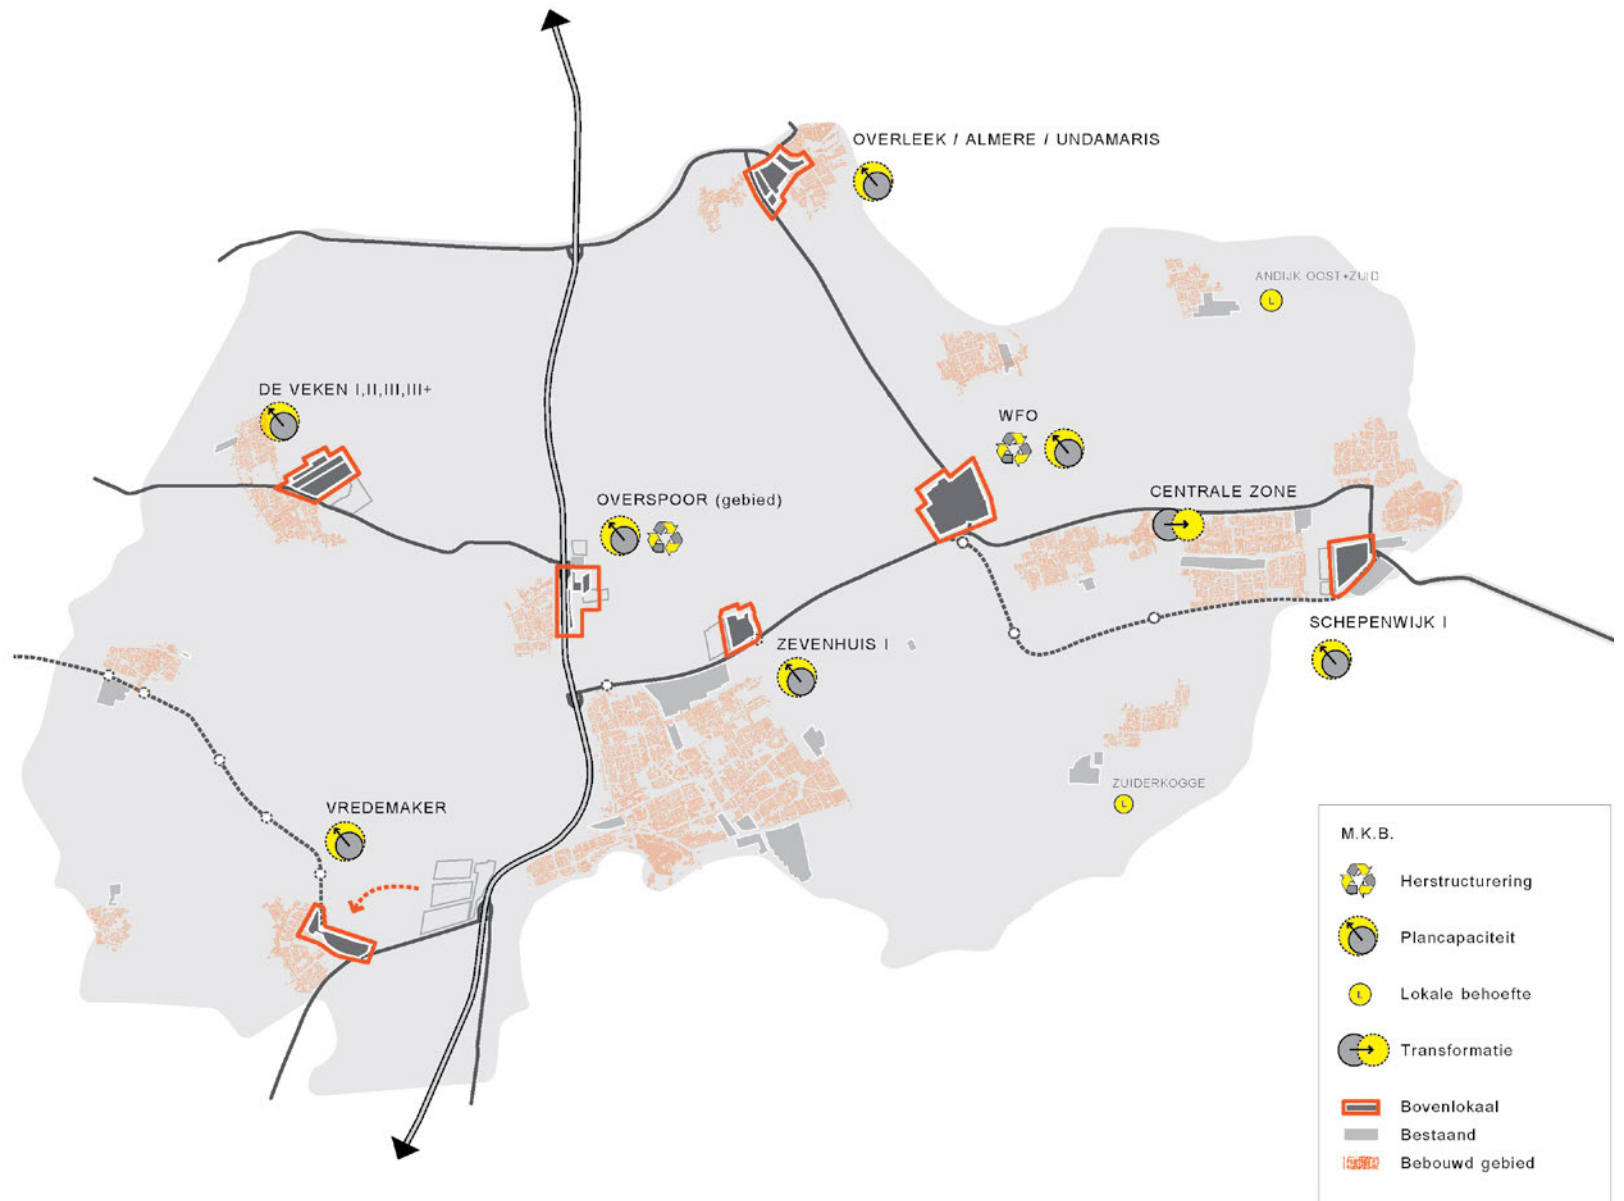 OVERLEEK / ALMERE / UNDAMARIS
ANDIJK OOST+ZUID
L
DE VEKEN I,II,III,III+
WFO
OVERSPOOR (gebied)
CENTRALE ZONE
ZEVENHUIS I
SCHEPENWIJK I
ZUIDERKOGGE
L
VREDEMAKER
M.K.B.
Herstructurering
Plancapaciteit
L
Lokale behoefte
Transformatie
Bovenlokaal
Bestaand
Bebouwd gebied